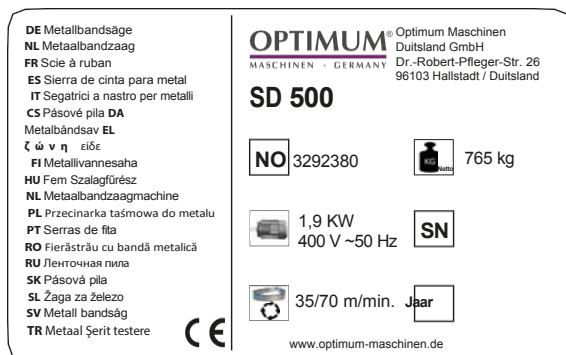 DE Metallbandsäge
NL Metaalbandzaag
FR Scie à ruban
ES Sierra de cinta para metal
IT Segatrici a nastro per metalli
CS Pásové pila DA
Metalbåndsav EL
ζώνη είδε
FI Metallivannesaha
HU Fem Szalagfűrész
NL Metaalbandzaagmachine
PL Przecinarka taśmowa do metalu
PT Serras de fita
RO Fierăstrău cu bandă metalică
RU Ленточная пила
SK Pásová pila
SL Žaga za železo
SV Metall bandsåg
TR Metaal Şerit testere
CE
OPTIMUM®
MASCHINEN - GERMANY
Optimum Maschinen
Duitsland GmbH
Dr.-Robert-Pfleger-Str. 26
96103 Hallstadt / Duitsland
SD 500
NO 3292380
KG Netto 765 kg
1,9 KW
400 V ~50 Hz
SN
35/70 m/min. Jaar
www.optimum-maschinen.de